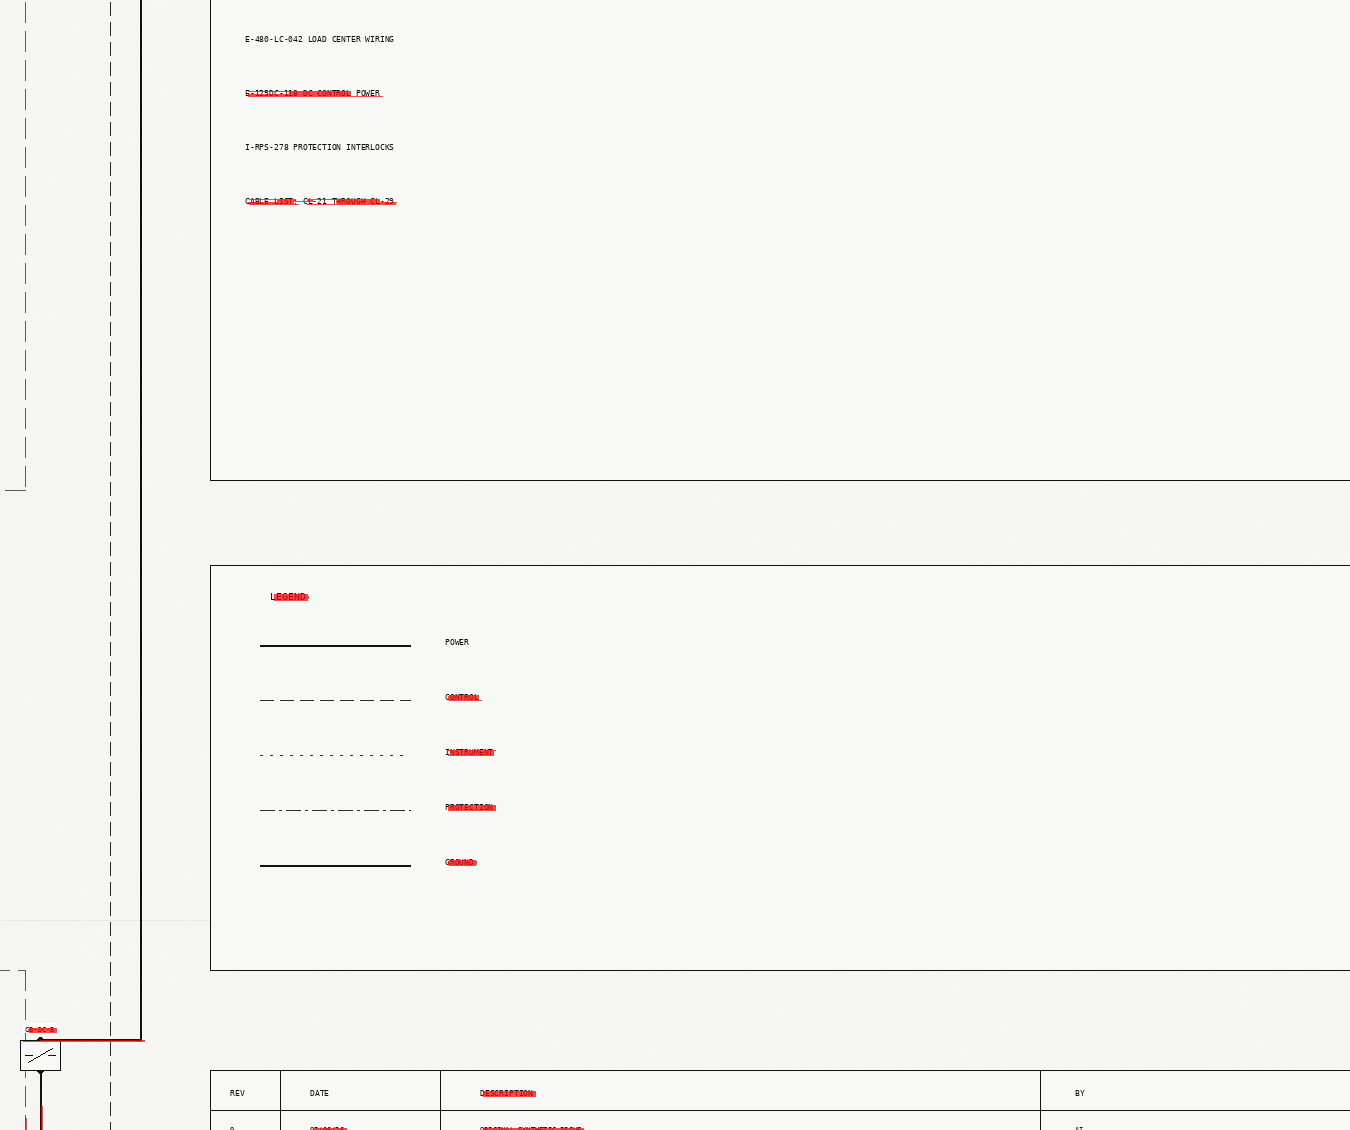 E-480-LC-042 LOAD CENTER WIRING
E-125DC-118 DC CONTROL POWER
I-RPS-278 PROTECTION INTERLOCKS
CABLE LIST: CL-21 THROUGH CL-29
LEGEND
POWER
CONTROL
INSTRUMENT
PROTECTION
GROUND
REV DATE DESCRIPTION BY